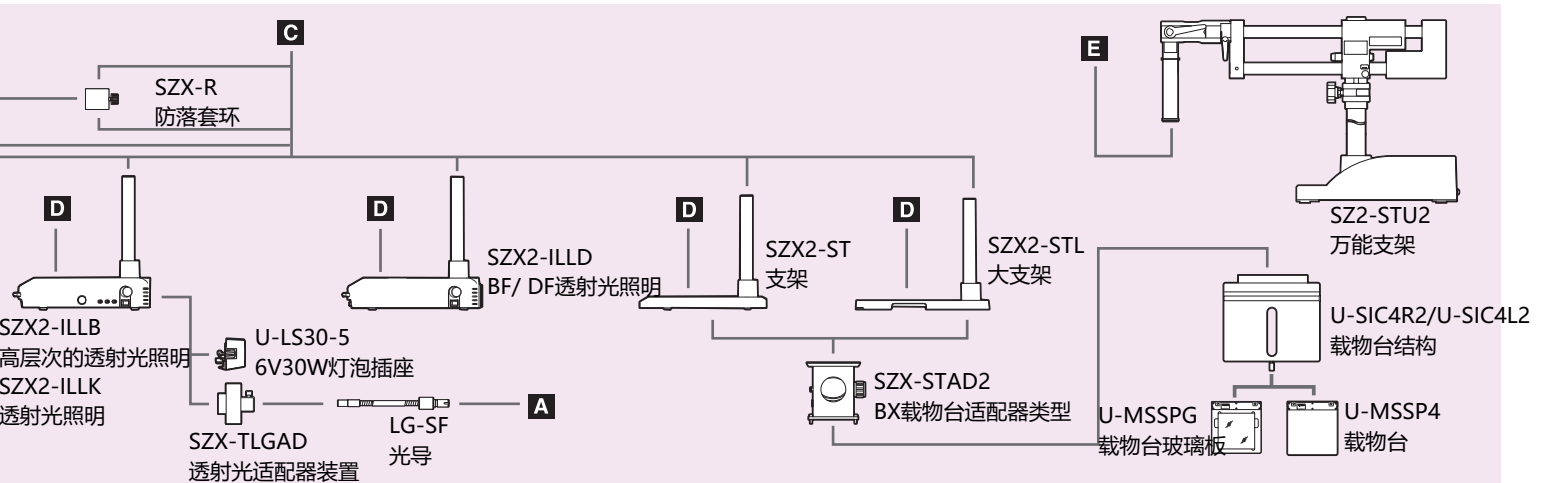 C
E
SZX-R
防落套环
D
D
D
D
SZ2-STU2
万能支架
SZX2-ILLD
BF/ DF透射光照明
SZX2-ST
支架
SZX2-STL
大支架
SZX2-ILLB
高层次的透射光照明
SZX2-ILLK
透射光照明
U-LS30-5
6V30W灯泡插座
U-SIC4R2/U-SIC4L2
载物台结构
SZX-STAD2
BX载物台适配器类型
A
LG-SF
光导
SZX-TLGAD
透射光适配器装置
U-MSSPG
载物台玻璃板
U-MSSP4
载物台